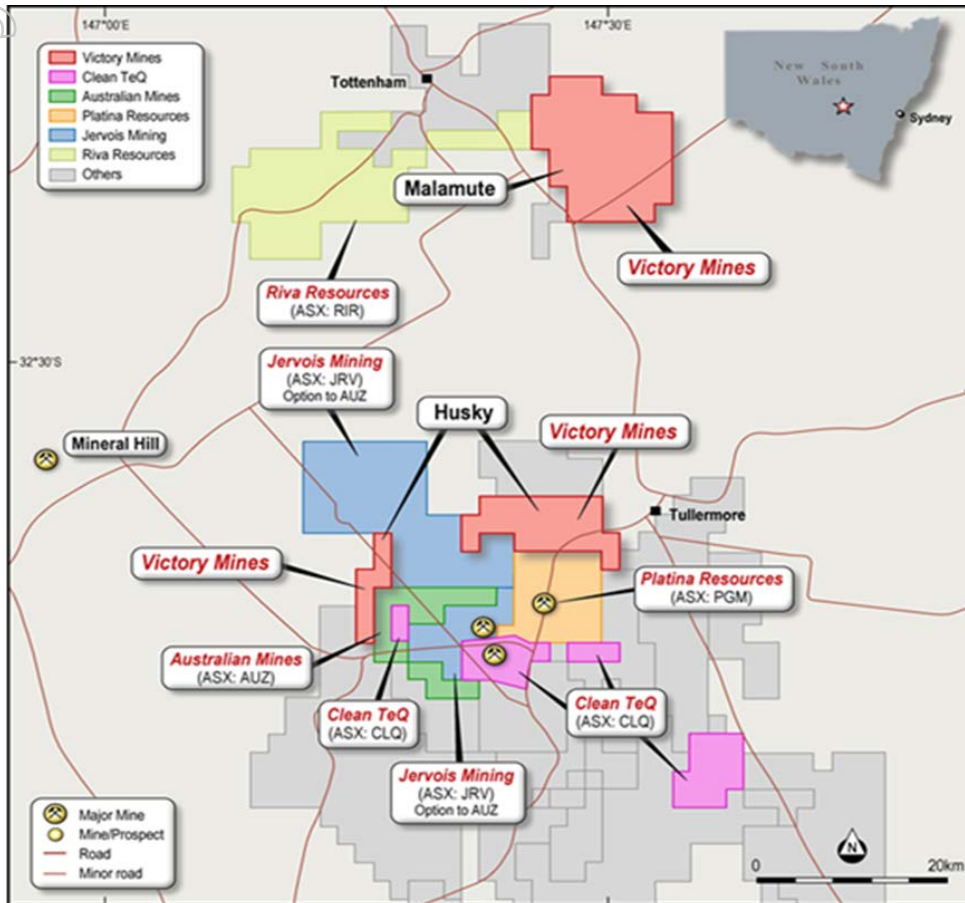 147°00'E
147°30'E
Victory Mines
Clean TeQ
Australian Mines
Platina Resources
Jervois Mining
Riva Resources
Others
Tottenham
New South
Wales
Sydney
Malamute
Victory Mines
Riva Resources
(ASX: RIR)
32°30'S
Jervois Mining
(ASX: JRV)
Option to AUZ
Husky
Victory Mines
Mineral Hill
Tullermore
Victory Mines
Platina Resources
(ASX: PGM)
Australian Mines
(ASX: AUZ)
Clean TeQ
(ASX: CLQ)
Clean TeQ
(ASX: CLQ)
Jervois Mining
(ASX: JRV)
Option to AUZ
Major Mine
Mine/Prospect
Road
Minor road
N
0 20km